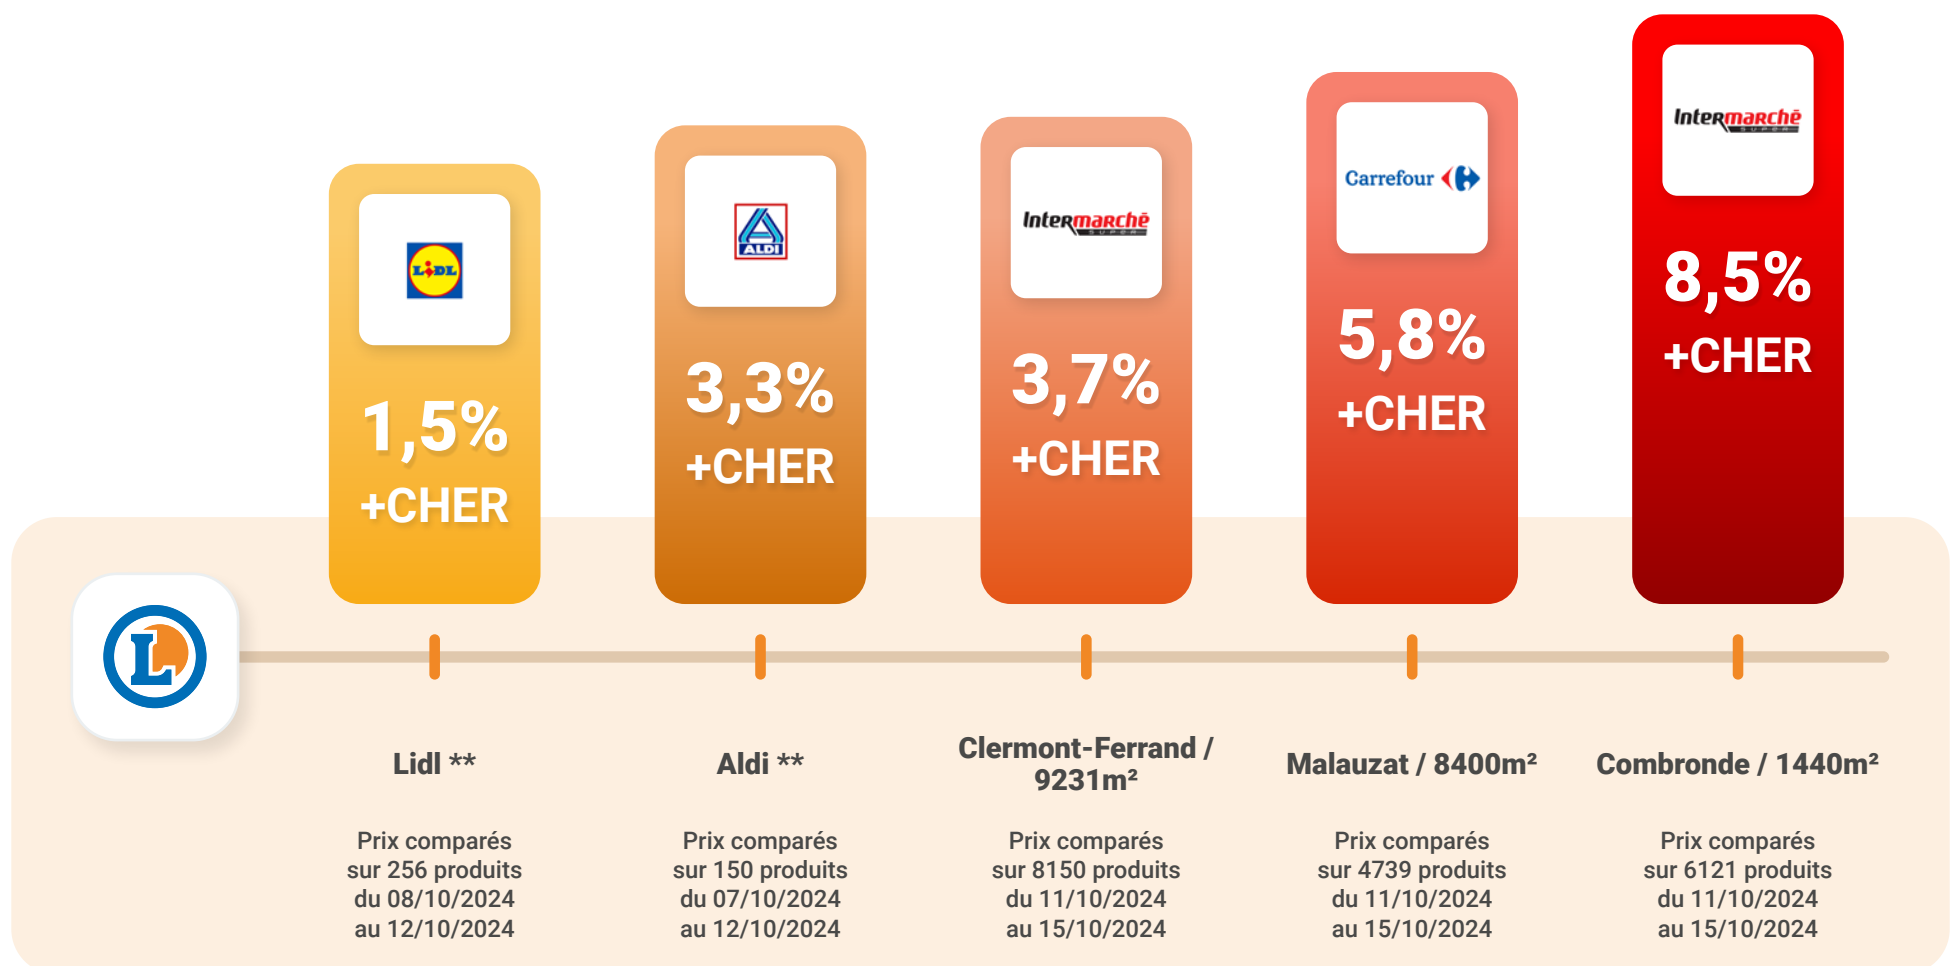 LIDL
1,5%
+CHER
ALDI
3,3%
+CHER
Intermarchē
SUPER
3,7%
+CHER
Carrefour
5,8%
+CHER
Intermarchē
SUPER
8,5%
+CHER
L
Lidl **
Prix comparés
sur 256 produits
du 08/10/2024
au 12/10/2024
Aldi **
Prix comparés
sur 150 produits
du 07/10/2024
au 12/10/2024
Clermont-Ferrand /
9231m²
Prix comparés
sur 8150 produits
du 11/10/2024
au 15/10/2024
Malauzat / 8400m²
Prix comparés
sur 4739 produits
du 11/10/2024
au 15/10/2024
Combronde / 1440m²
Prix comparés
sur 6121 produits
du 11/10/2024
au 15/10/2024